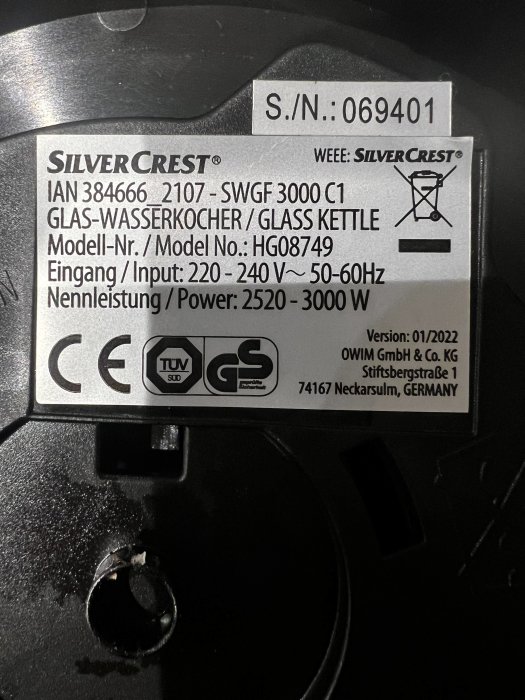 S./N.: 069401
SILVERCREST® WEEE: SILVERCREST®
IAN 384666_2107 - SWGF 3000 C1
GLAS-WASSERKOCHER / GLASS KETTLE
Modell-Nr. / Model No.: HG08749
Eingang / Input: 220 - 240 V~ 50-60Hz
Nennleistung / Power: 2520 - 3000 W
Version: 01/2022
OWIM GmbH & Co. KG
Stiftsbergstraße 1
74167 Neckarsulm, GERMANY
CE TÜV SÜD GS geprüfte Sicherheit